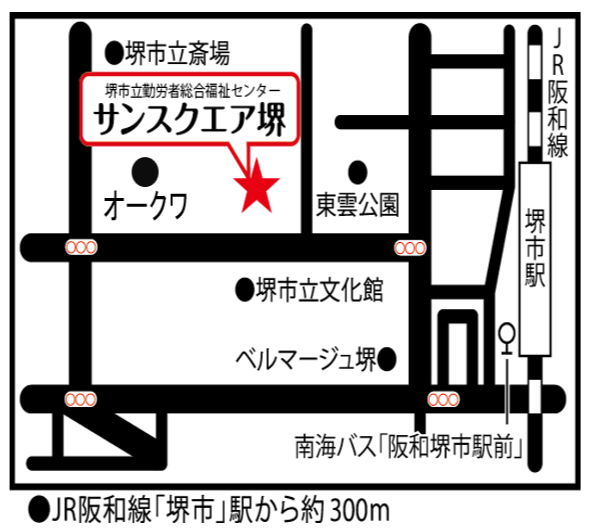 ●堺市立斎場
JR阪和線
堺市立勤労者総合福祉センター
サンスクエア堺
オークワ
東雲公園
堺市駅
●堺市立文化館
ベルマージュ堺●
南海バス「阪和堺市駅前」
●JR阪和線「堺市」駅から約300m